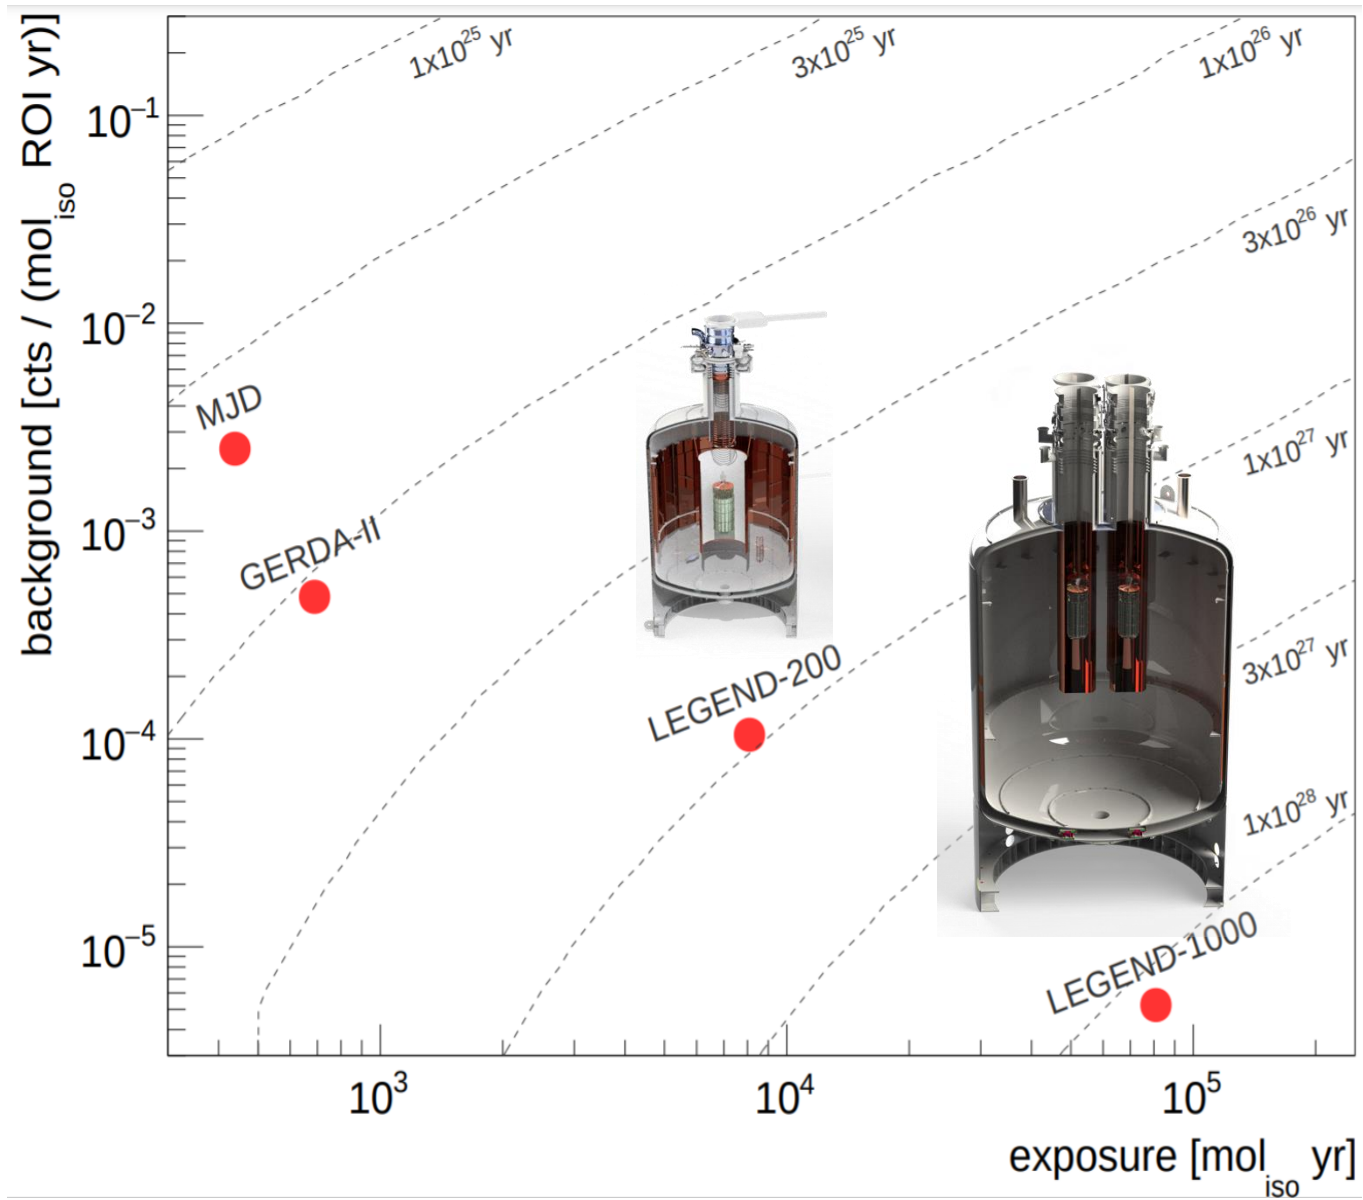 background [cts / (mol_iso ROI yr)]
1x10^25 yr
3x10^25 yr
1x10^26 yr
10^–1
3x10^26 yr
10^–2
MJD
1x10^27 yr
10^–3
GERDA-II
3x10^27 yr
LEGEND-200
10^–4
1x10^28 yr
10^–5
LEGEND-1000
10^3
10^4
10^5
exposure [mol_iso yr]